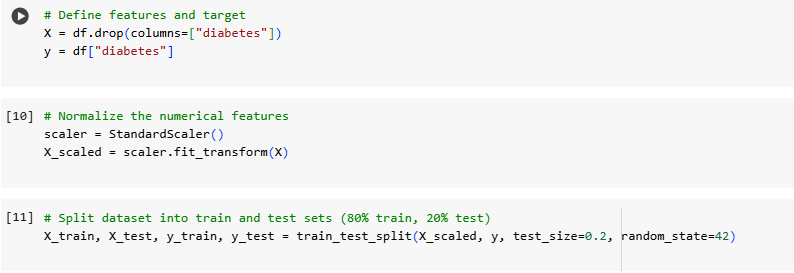 # Define features and target
X = df.drop(columns=["diabetes"])
y = df["diabetes"]
[10] # Normalize the numerical features
scaler = StandardScaler()
X_scaled = scaler.fit_transform(X)
[11] # Split dataset into train and test sets (80% train, 20% test)
X_train, X_test, y_train, y_test = train_test_split(X_scaled, y, test_size=0.2, random_state=42)